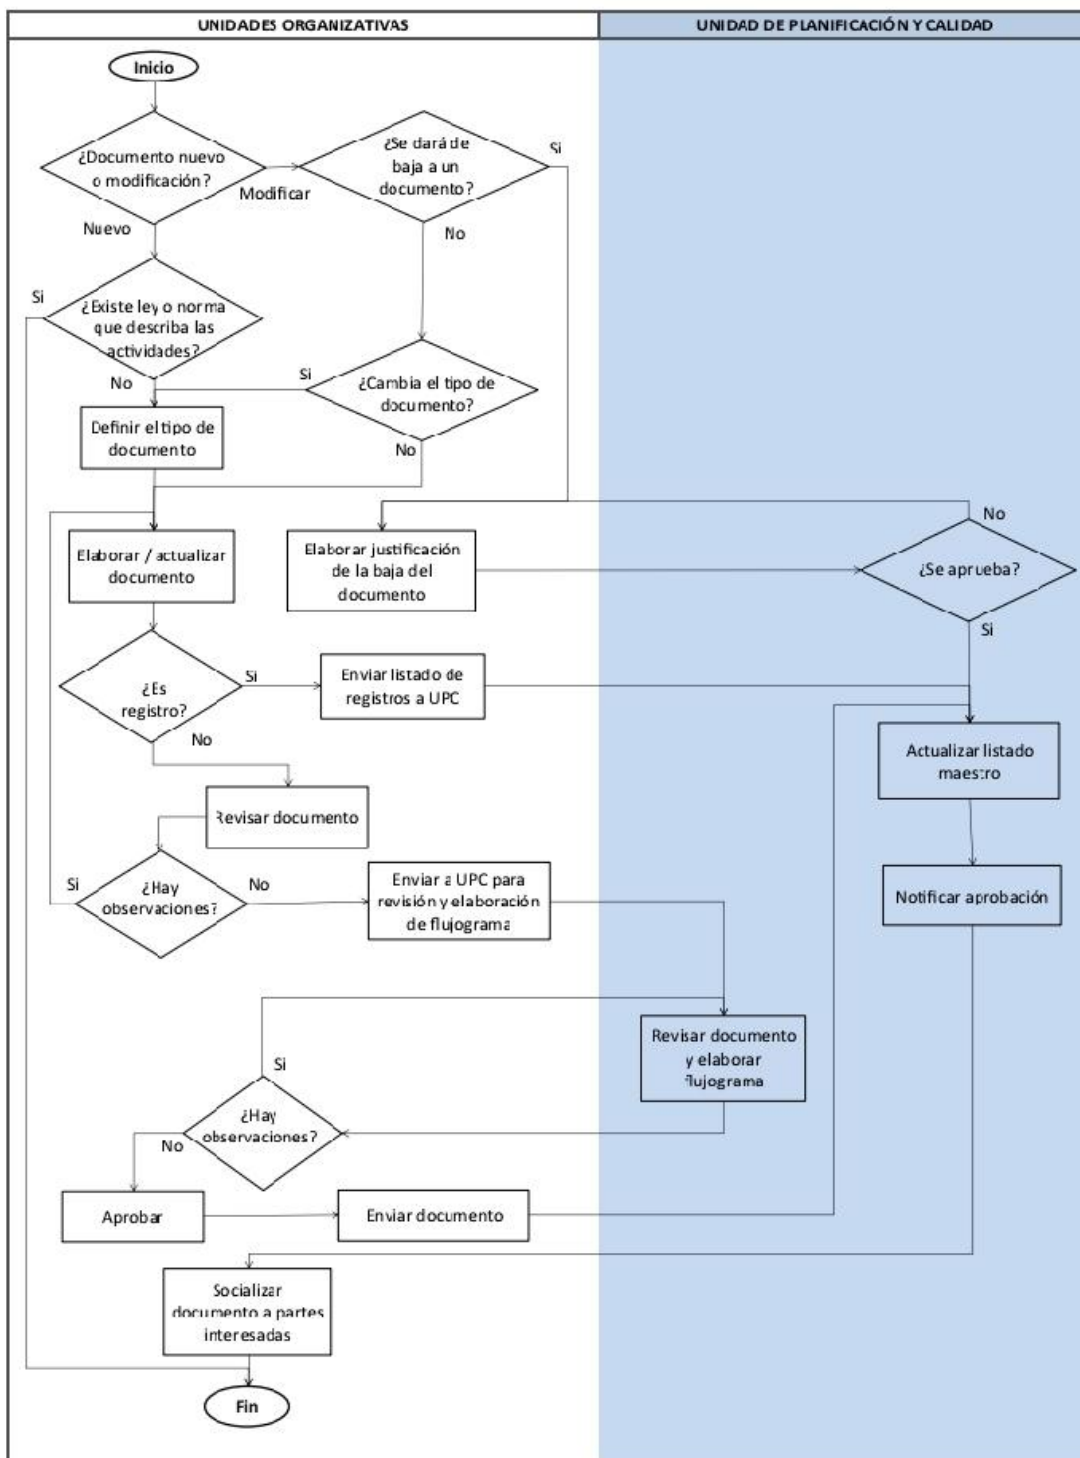 UNIDADES ORGANIZATIVAS
UNIDAD DE PLANIFICACIÓN Y CALIDAD
Inicio
¿Documento nuevo
o modificación?
Modificar
¿Se dará de
baja a un
documento?
Si
Nuevo
No
Si
¿Existe ley o norma
que describa las
actividades?
No
Si
¿Cambia el tipo de
documento?
No
Definir el tipo de
documento
Elaborar / actualizar
documento
Elaborar justificación
de la baja del
documento
No
¿Se aprueba?
Si
¿Es
registro?
Si
Enviar listado de
registros a UPC
No
Actualizar listado
maestro
Revisar documento
Si
¿Hay
observaciones?
No
Enviar a UPC para
revisión y elaboración
de flujograma
Notificar aprobación
Revisar documento
y elaborar
flujograma
Si
¿Hay
observaciones?
No
Aprobar
Enviar documento
Socializar
documento a partes
interesadas
Fin